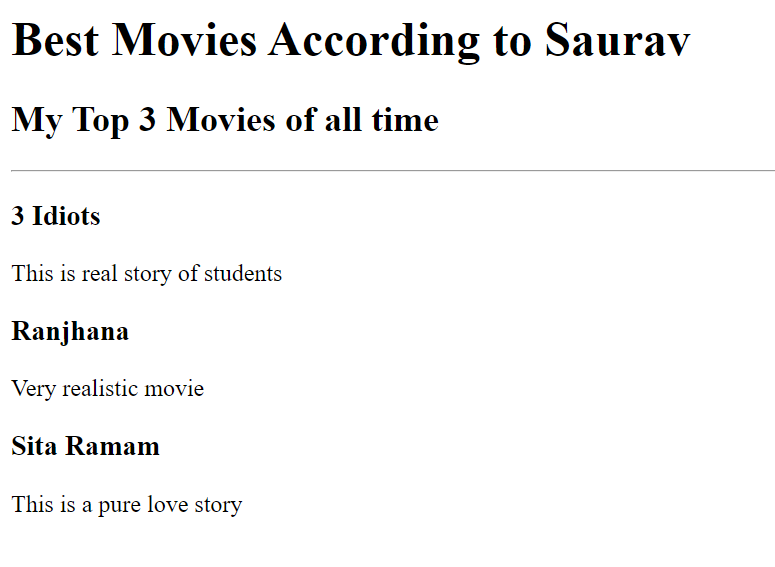 Best Movies According to Saurav
My Top 3 Movies of all time
3 Idiots
This is real story of students
Ranjhana
Very realistic movie
Sita Ramam
This is a pure love story